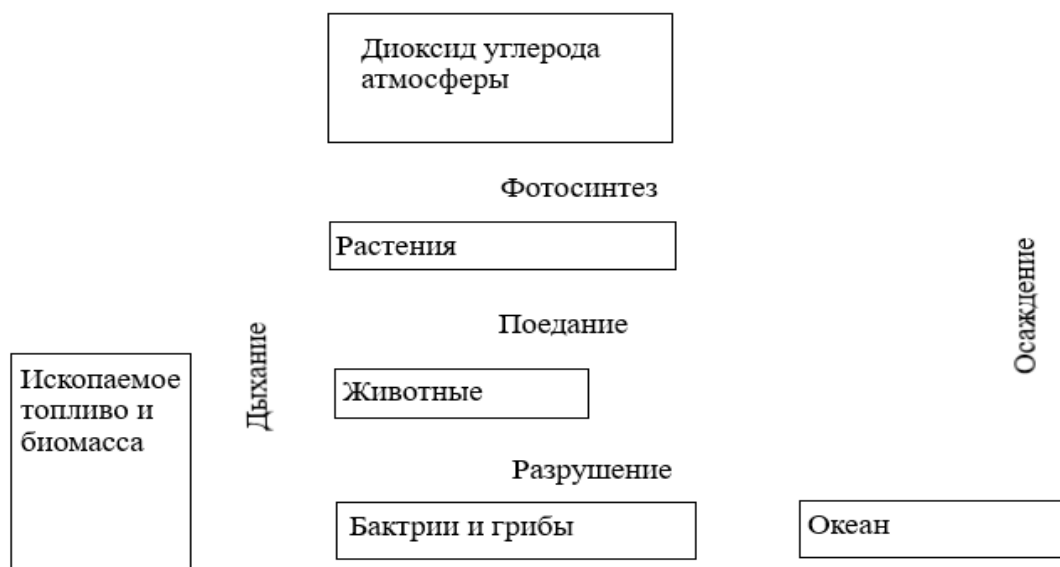 Диоксид углерода
атмосферы
Фотосинтез
Растения
Осаждение
Поедание
Дыхание
Ископаемое
топливо и
биомасса
Животные
Разрушение
Бактрии и грибы
Океан